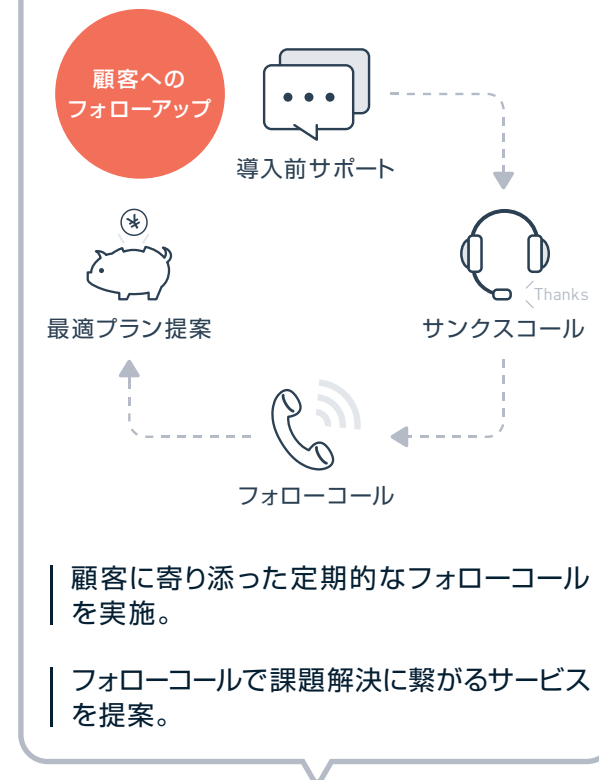 顧客への
フォローアップ
導入前サポート
Thanks
サンクスコール
フォローコール
最適プラン提案
顧客に寄り添った定期的なフォローコール
を実施。
フォローコールで課題解決に繋がるサービス
を提案。